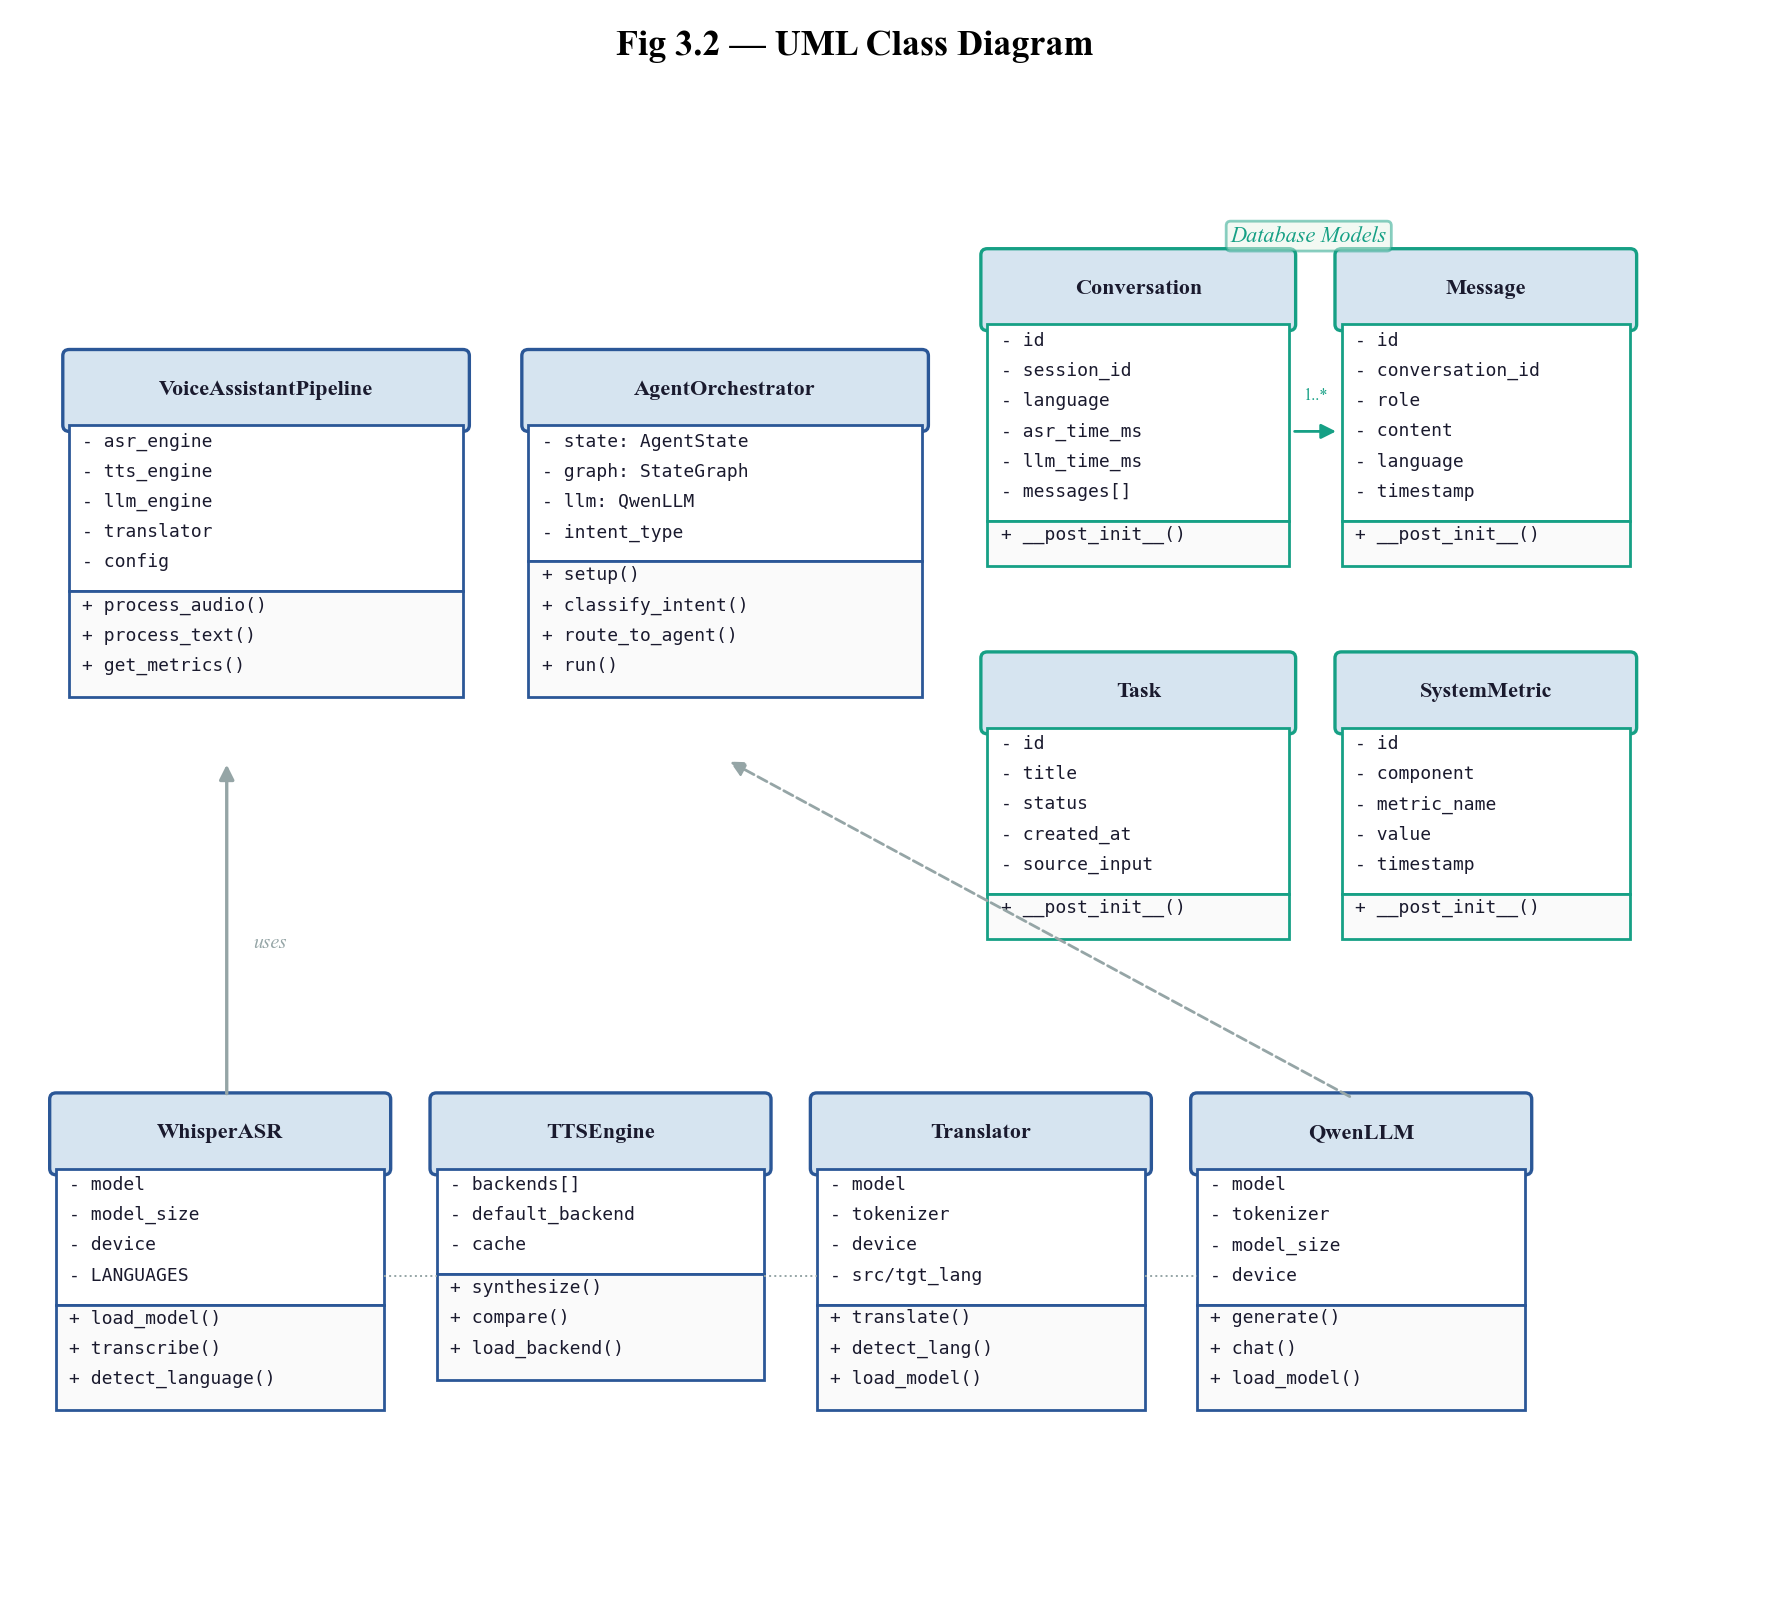 Fig 3.2 — UML Class Diagram
Database Models
VoiceAssistantPipeline
- asr_engine
- tts_engine
- llm_engine
- translator
- config
+ process_audio()
+ process_text()
+ get_metrics()
AgentOrchestrator
- state: AgentState
- graph: StateGraph
- llm: QwenLLM
- intent_type
+ setup()
+ classify_intent()
+ route_to_agent()
+ run()
Conversation
- id
- session_id
- language
- asr_time_ms
- llm_time_ms
- messages[]
+ __post_init__()
1..*
Message
- id
- conversation_id
- role
- content
- language
- timestamp
+ __post_init__()
Task
- id
- title
- status
- created_at
- source_input
+ __post_init__()
SystemMetric
- id
- component
- metric_name
- value
- timestamp
+ __post_init__()
uses
WhisperASR
- model
- model_size
- device
- LANGUAGES
+ load_model()
+ transcribe()
+ detect_language()
TTSEngine
- backends[]
- default_backend
- cache
+ synthesize()
+ compare()
+ load_backend()
Translator
- model
- tokenizer
- device
- src/tgt_lang
+ translate()
+ detect_lang()
+ load_model()
QwenLLM
- model
- tokenizer
- model_size
- device
+ generate()
+ chat()
+ load_model()